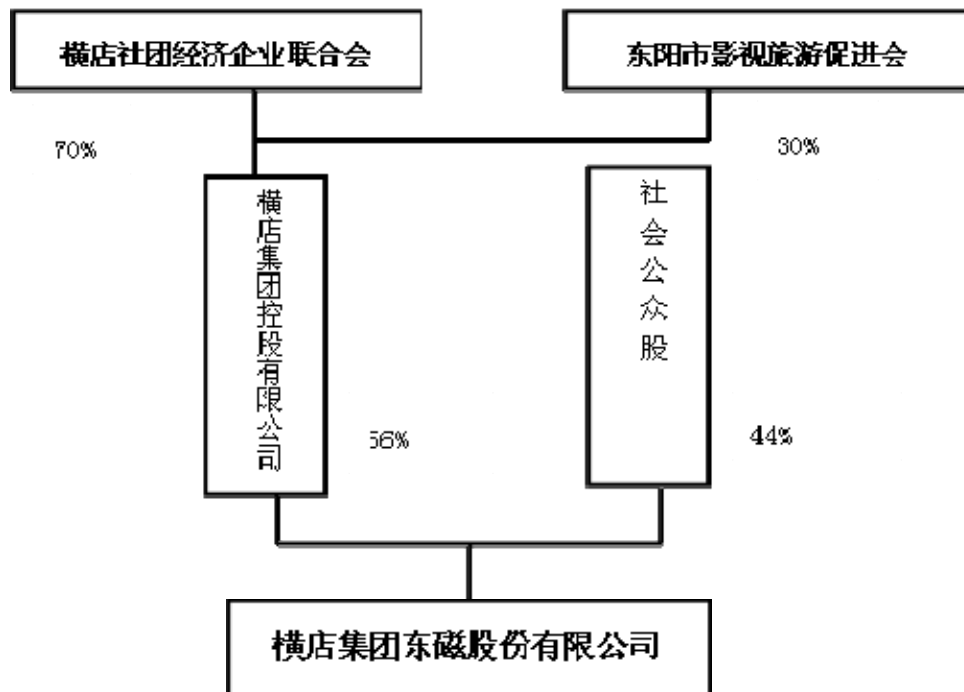 横店社团经济企业联合会
东阳市影视旅游促进会
70%
30%
横店集团控股有限公司
社会公众股
56%
44%
横店集团东磁股份有限公司